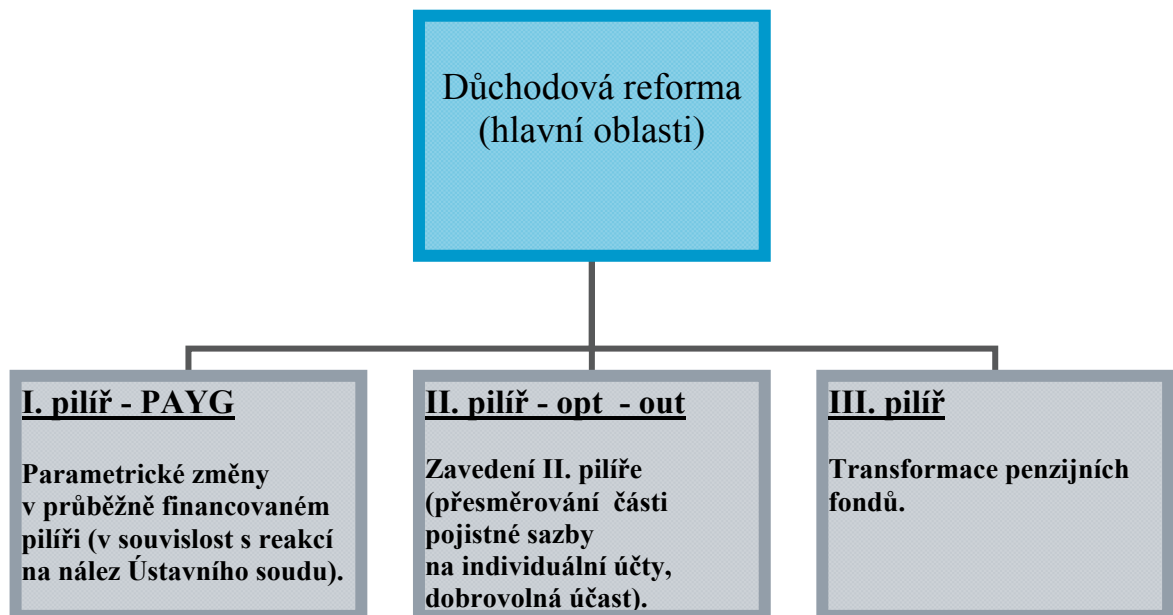 Důchodová reforma
(hlavní oblasti)
I. pilíř - PAYG
Parametrické změny
v průběžně financovaném
pilíři (v souvislost s reakcí
na nález Ústavního soudu).
II. pilíř - opt - out
Zavedení II. pilíře
(přesměrování části
pojistné sazby
na individuální účty,
dobrovolná účast).
III. pilíř
Transformace penzijních
fondů.